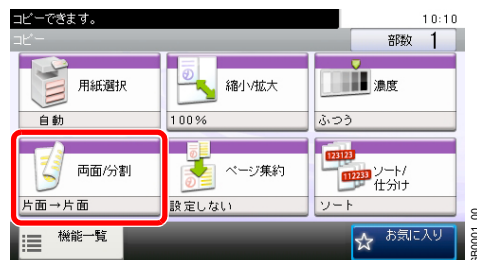 コピーできます。
10:10
コピー
部数 1
用紙選択
自動
縮小/拡大
100%
濃度
ふつう
両面/分割
片面→片面
ページ集約
設定しない
123123
112233
ソート/
仕分け
ソート
機能一覧
お気に入り